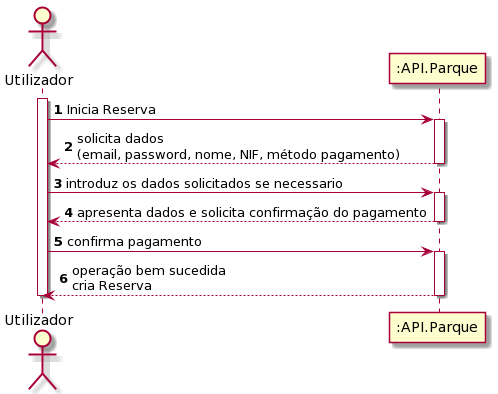 Utilizador
:API.Parque
1 Inicia Reserva
2 solicita dados
(email, password, nome, NIF, método pagamento)
3 introduz os dados solicitados se necessario
4 apresenta dados e solicita confirmação do pagamento
5 confirma pagamento
6 operação bem sucedida
cria Reserva
Utilizador
:API.Parque